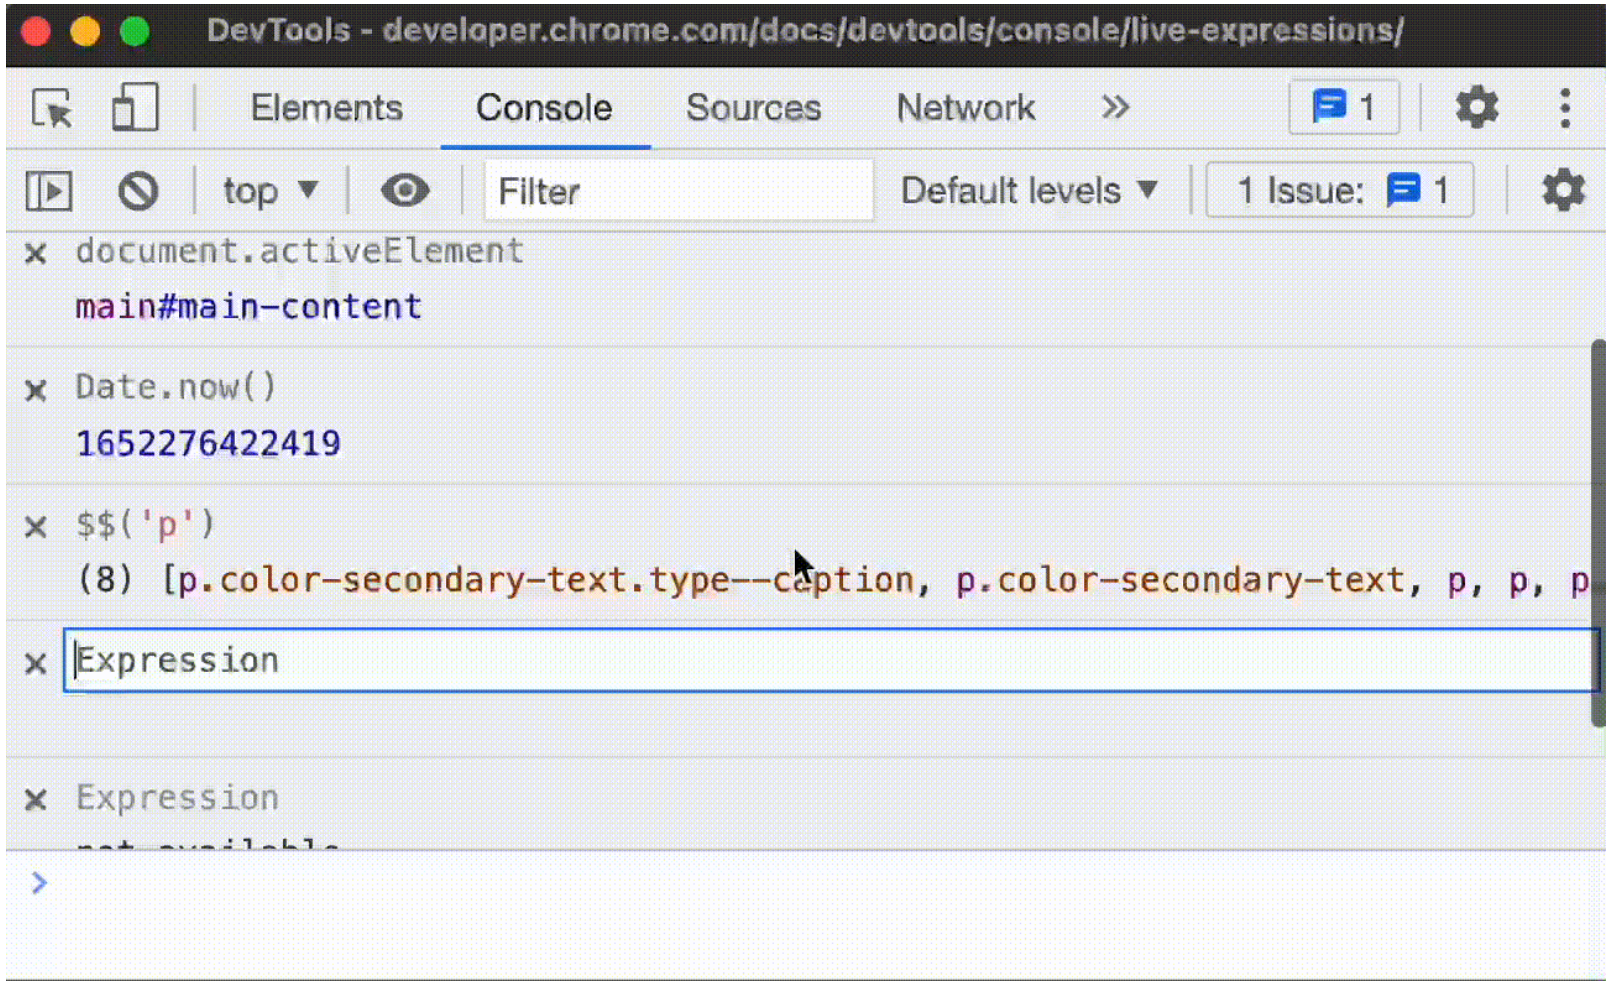 DevTools - developer.chrome.com/docs/devtools/console/live-expressions/
Elements Console Sources Network 1
top Filter Default levels 1 Issue: 1
document.activeElement
main#main-content
Date.now()
1652276422419
$$('p')
(8) [p.color-secondary-text.type--caption, p.color-secondary-text, p, p, p
Expression
Expression
not available